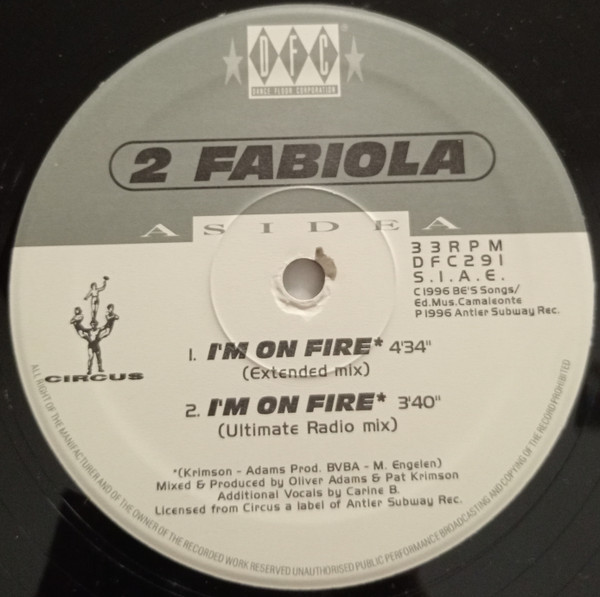 DFC
DANCE FLOOR CORPORATION
2 FABIOLA
A SIDE A
33RPM
DFC291
S.I.A.E.
C1996 BE'S Songs/
Ed.Mus.Camaleonte
P1996 Antler Subway Rec.
CIRCUS
1. I'M ON FIRE* 4'34"
(Extended mix)
2. I'M ON FIRE* 3'40"
(Ultimate Radio mix)
*(Krimson - Adams Prod. BVBA - M. Engelen)
Mixed & Produced by Oliver Adams & Pat Krimson
Additional Vocals by Carine B.
Licensed from Circus a label of Antler Subway Rec.
ALL RIGHT OF THE MANUFACTURER AND OF THE OWNER OF THE RECORDED WORK RESERVED UNAUTHORISED PUBLIC PERFORMANCE BROADCASTING AND COPYING OF THE RECORD PROHIBITED